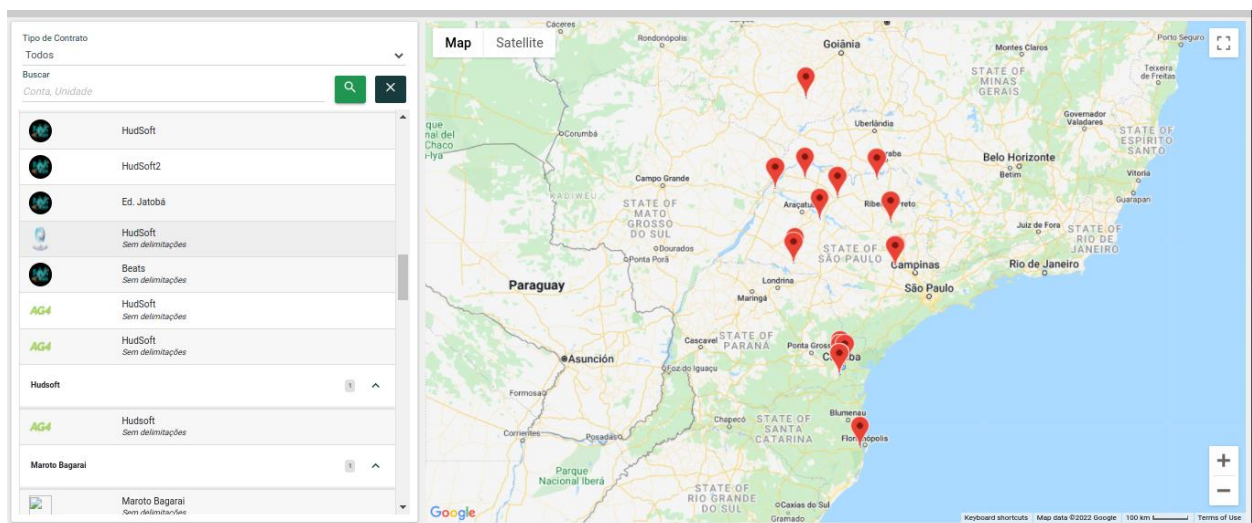 Tipo de Contrato
Todos
Buscar
Conta, Unidade
HudSoft
HudSoft2
Ed. Jatobá
HudSoft
Sem delimitações
Beats
Sem delimitações
AG4
HudSoft
Sem delimitações
AG4
HudSoft
Sem delimitações
Hudsoft
1
AG4
Hudsoft
Sem delimitações
Maroto Bagarai
1
Maroto Bagarai
Sem delimitações
Map
Satellite
Cáceres
Rondonópolis
Goiânia
Montes Claros
Porto Seguro
Teixeira
de Freitas
STATE OF
MINAS
GERAIS
Governador
Valadares
Uberlândia
STATE OF
ESPÍRITO
SANTO
Corumbá
que
nal del
Chaco
Belo Horizonte
Betim
Vitória
Guarapari
Campo Grande
KADIWEU
STATE OF
MATO
GROSSO
DO SUL
Juiz de Fora
STATE OF
RIO DE
JANEIRO
Dourados
Ponta Porã
STATE OF
SÃO PAULO
Campinas
Rio de Janeiro
Paraguay
Londrina
Maringá
São Paulo
Cascavel
STATE OF
PARANÁ
Asunción
Foz do Iguaçu
Formosa
Chapecó
STATE OF
SANTA
CATARINA
Blumenau
Corrientes
Posadas
Parque
Nacional Iberá
STATE OF
RIO GRANDE
DO SUL
Caxias do Sul
Gramado
Google
Keyboard shortcuts
Map data ©2022 Google
100 km
Terms of Use